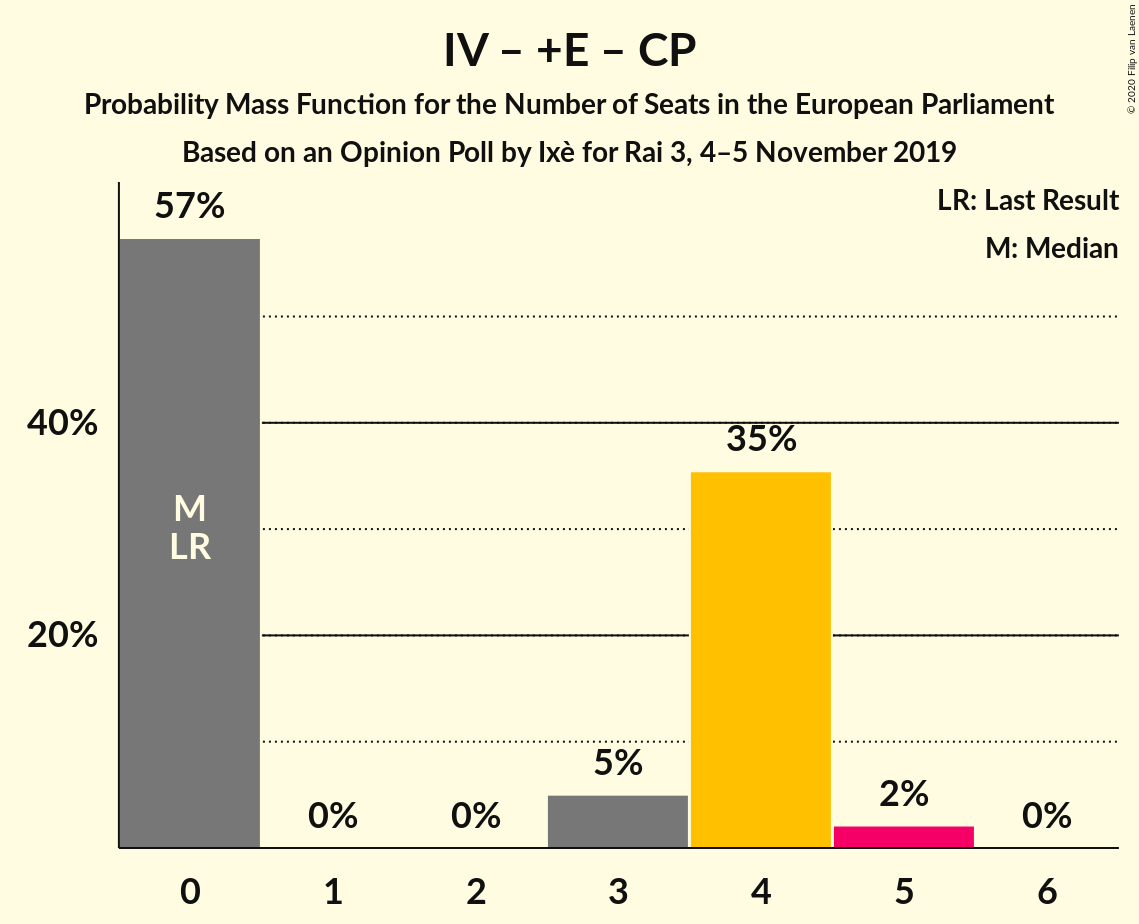 IV – +E – CP
Probability Mass Function for the Number of Seats in the European Parliament
Based on an Opinion Poll by Ixè for Rai 3, 4–5 November 2019
© 2020 Filip van Laenen
LR: Last Result
M: Median
57%
40%
35%
M
LR
20%
5%
2%
0%
0%
0%
0
1
2
3
4
5
6